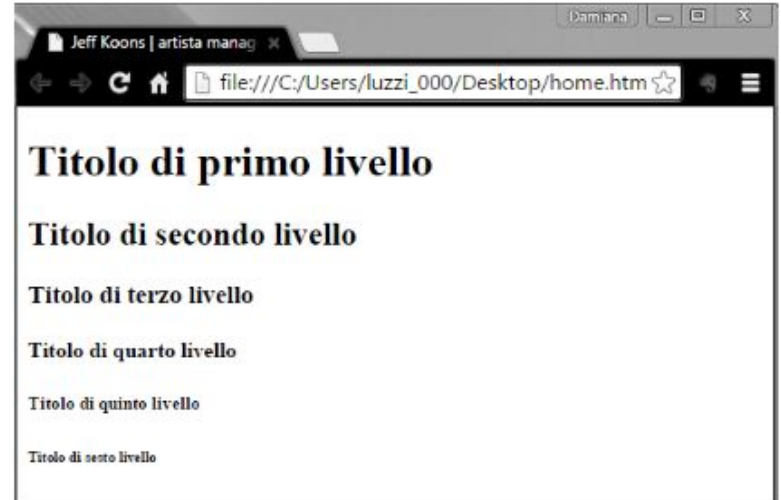 Damiana
Jeff Koons | artista manag
file:///C:/Users/luzzi_000/Desktop/home.htm
Titolo di primo livello
Titolo di secondo livello
Titolo di terzo livello
Titolo di quarto livello
Titolo di quinto livello
Titolo di sesto livello